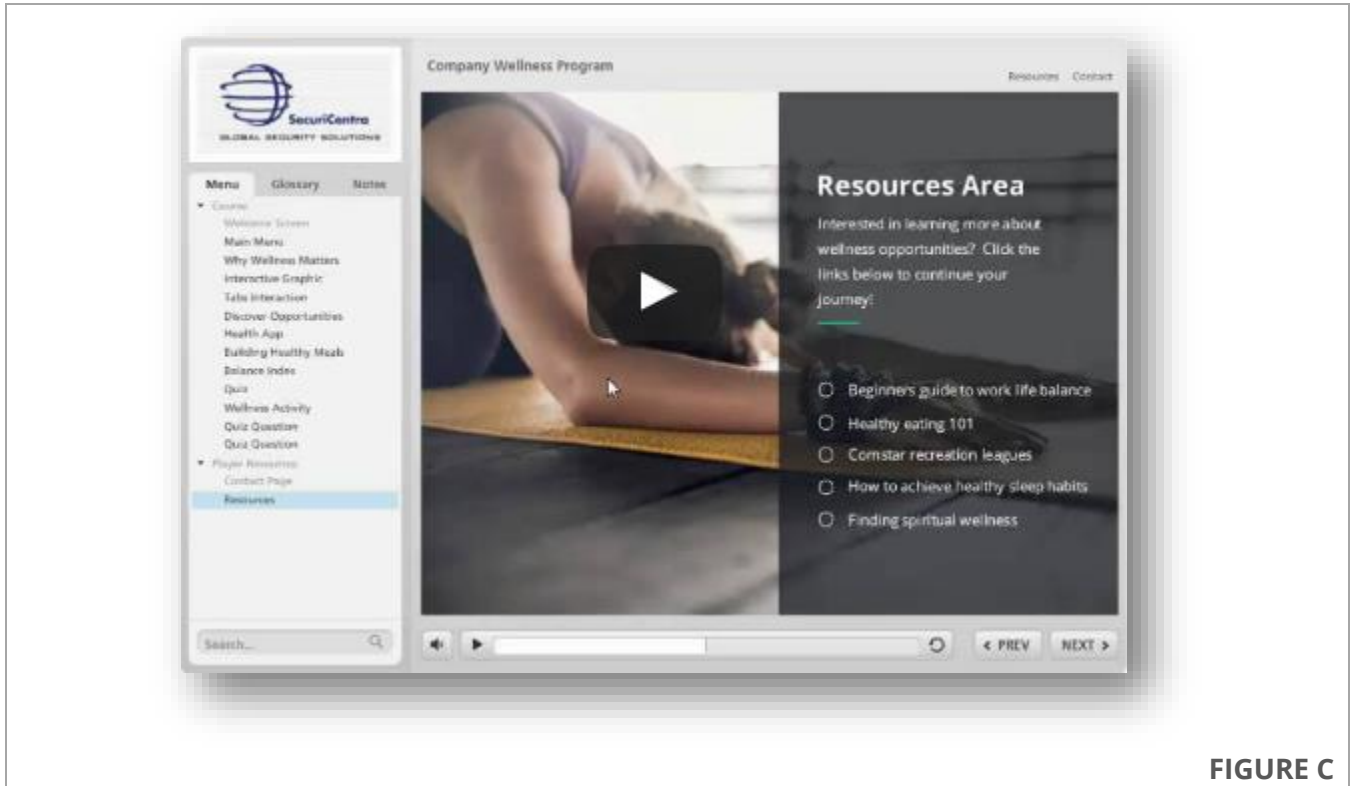 SecuriCentra
GLOBAL SECURITY SOLUTIONS
Menu Glossary Notes
Course
Welcome Screen
Main Menu
Why Wellness Matters
Interactive Graphic
Tabs Interaction
Discover Opportunities
Health App
Building Healthy Meals
Balance Index
Quiz
Wellness Activity
Quiz Question
Quiz Question
Player Resources
Contact Page
Resources
Search...
Company Wellness Program
Resources Contact
Resources Area
Interested in learning more about
wellness opportunities? Click the
links below to continue your
journey!
Beginners guide to work life balance
Healthy eating 101
Comstar recreation leagues
How to achieve healthy sleep habits
Finding spiritual wellness
PREV NEXT
FIGURE C